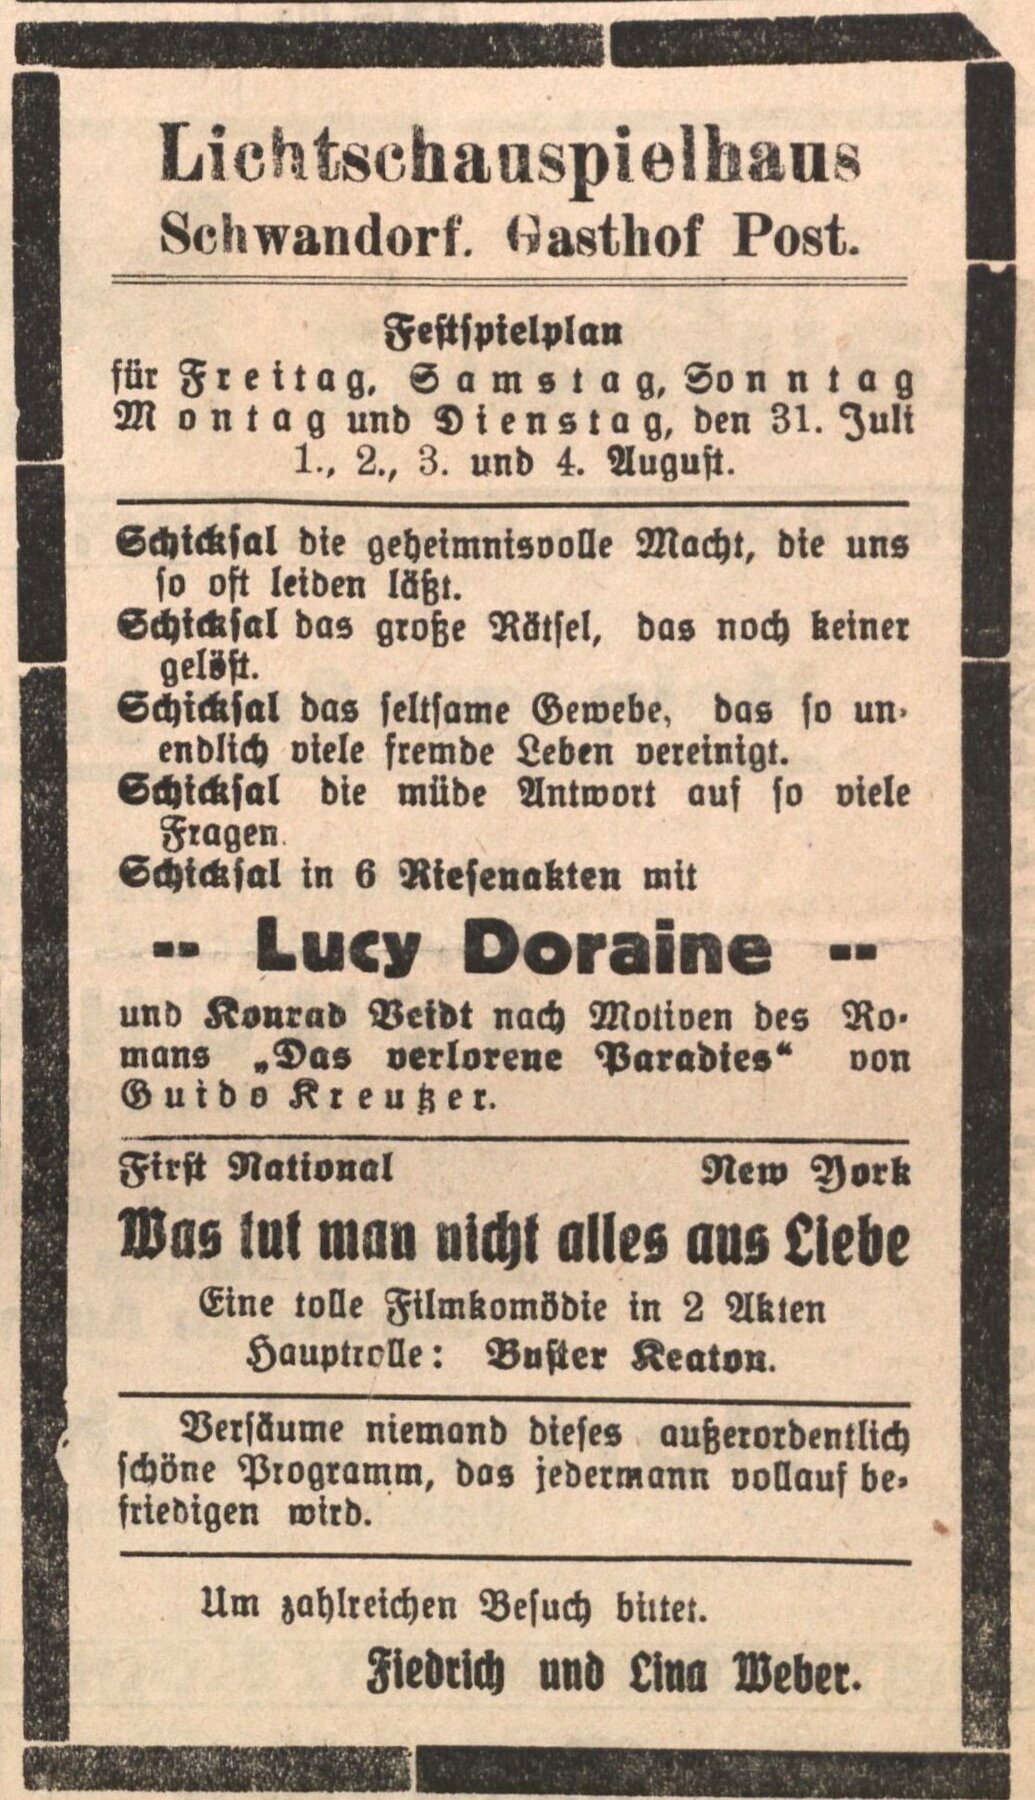 Lichtschauspielhaus
Schwandorf. Gasthof Post.
Festspielplan
für Freitag, Samstag, Sonntag
Montag und Dienstag, den 31. Juli
1., 2., 3. und 4. August.
Schicksal die geheimnisvolle Macht, die uns
so oft leiden läßt.
Schicksal das große Rätsel, das noch keiner
gelöst.
Schicksal das seltsame Gewebe, das so un-
endlich viele fremde Leben vereinigt.
Schicksal die müde Antwort auf so viele
Fragen.
Schicksal in 6 Riesenakten mit
-- Lucy Doraine --
und Konrad Veidt nach Motiven des Ro-
mans „Das verlorene Paradies“ von
Guido Kreutzer.
First National New York
Was tut man nicht alles aus Liebe
Eine tolle Filmkomödie in 2 Akten
Hauptrolle: Buster Keaton.
Versäume niemand dieses außerordentlich
schöne Programm, das jedermann vollauf be-
friedigen wird.
Um zahlreichen Besuch bittet.
Fiedrich und Lina Weber.